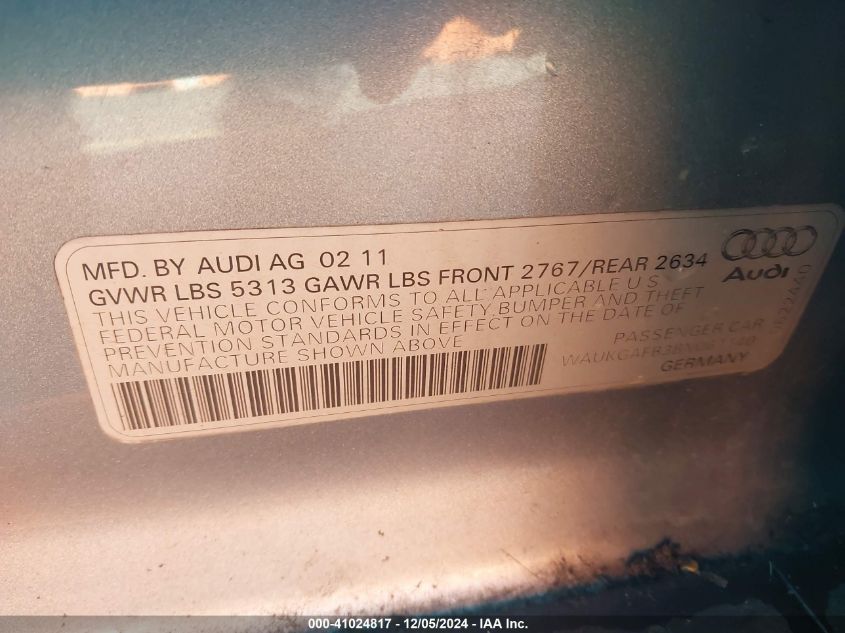 MFD. BY AUDI AG 02 11
GVWR LBS 5313 GAWR LBS FRONT 2767/REAR 2634
THIS VEHICLE CONFORMS TO ALL APPLICABLE U S
FEDERAL MOTOR VEHICLE SAFETY, BUMPER AND THEFT
PREVENTION STANDARDS IN EFFECT ON THE DATE OF
MANUFACTURE SHOWN ABOVE
Audi
PASSENGER CAR
GERMANY
000-41024817 - 12/05/2024 - IAA Inc.